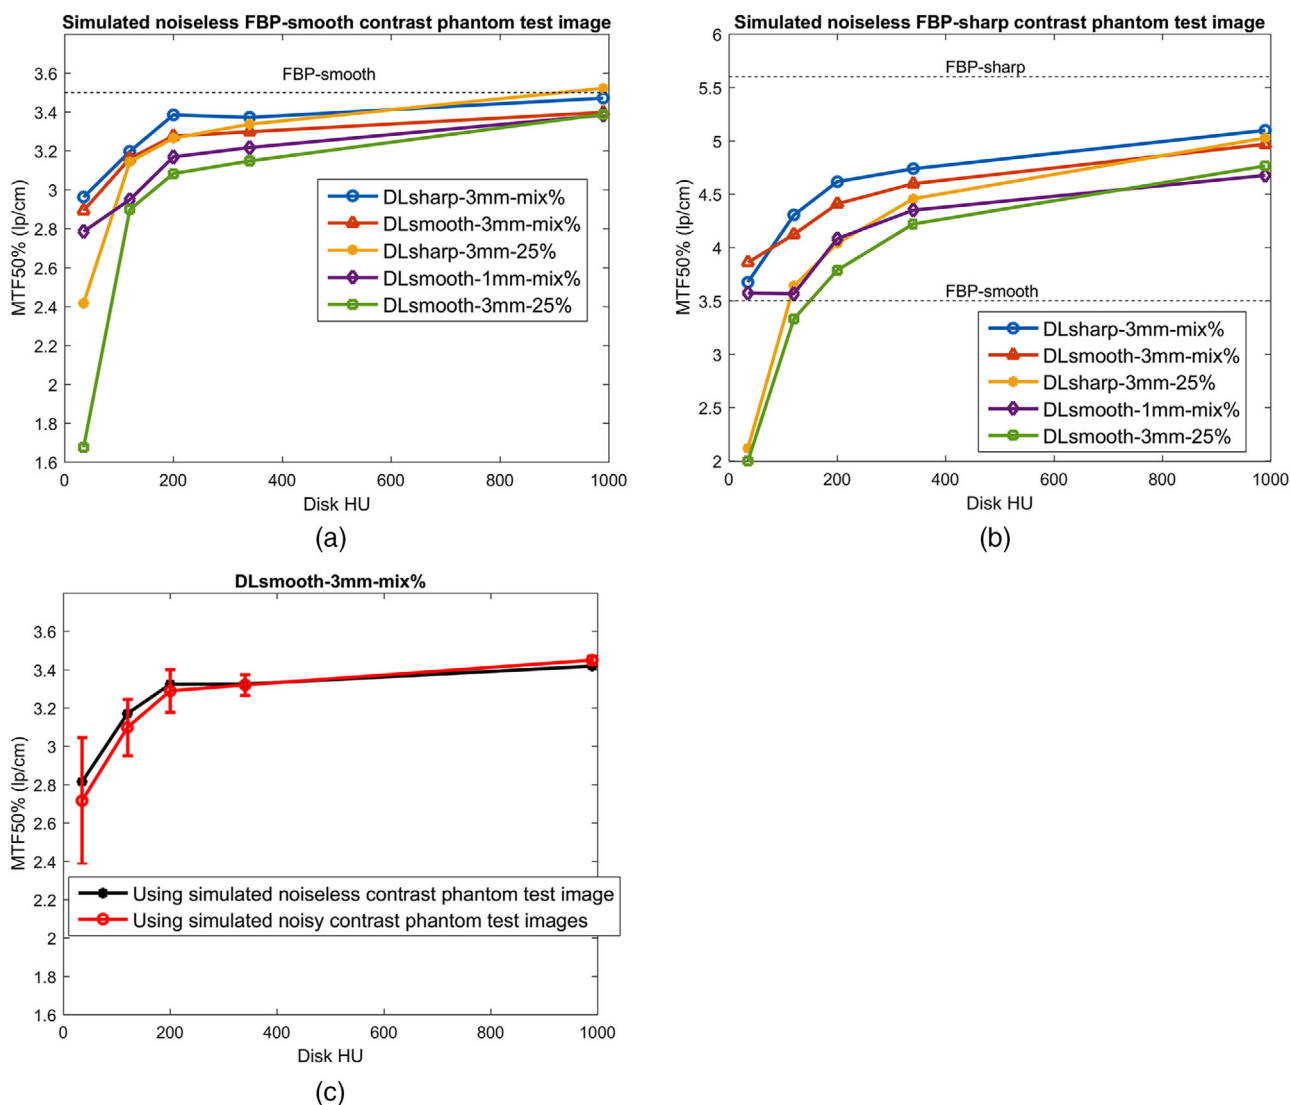 Simulated noiseless FBP-smooth contrast phantom test image
MTF50% (lp/cm)
3.6
3.4
3.2
3
2.8
2.6
2.4
2.2
2
1.8
1.6
FBP-smooth
DLsharp-3mm-mix%
DLsmooth-3mm-mix%
DLsharp-3mm-25%
DLsmooth-1mm-mix%
DLsmooth-3mm-25%
0 200 400 600 800 1000
Disk HU
(a)
Simulated noiseless FBP-sharp contrast phantom test image
MTF50% (lp/cm)
6
5.5
5
4.5
4
3.5
3
2.5
2
FBP-sharp
FBP-smooth
DLsharp-3mm-mix%
DLsmooth-3mm-mix%
DLsharp-3mm-25%
DLsmooth-1mm-mix%
DLsmooth-3mm-25%
0 200 400 600 800 1000
Disk HU
(b)
DLsmooth-3mm-mix%
MTF50% (lp/cm)
3.6
3.4
3.2
3
2.8
2.6
2.4
2.2
2
1.8
1.6
Using simulated noiseless contrast phantom test image
Using simulated noisy contrast phantom test images
0 200 400 600 800 1000
Disk HU
(c)